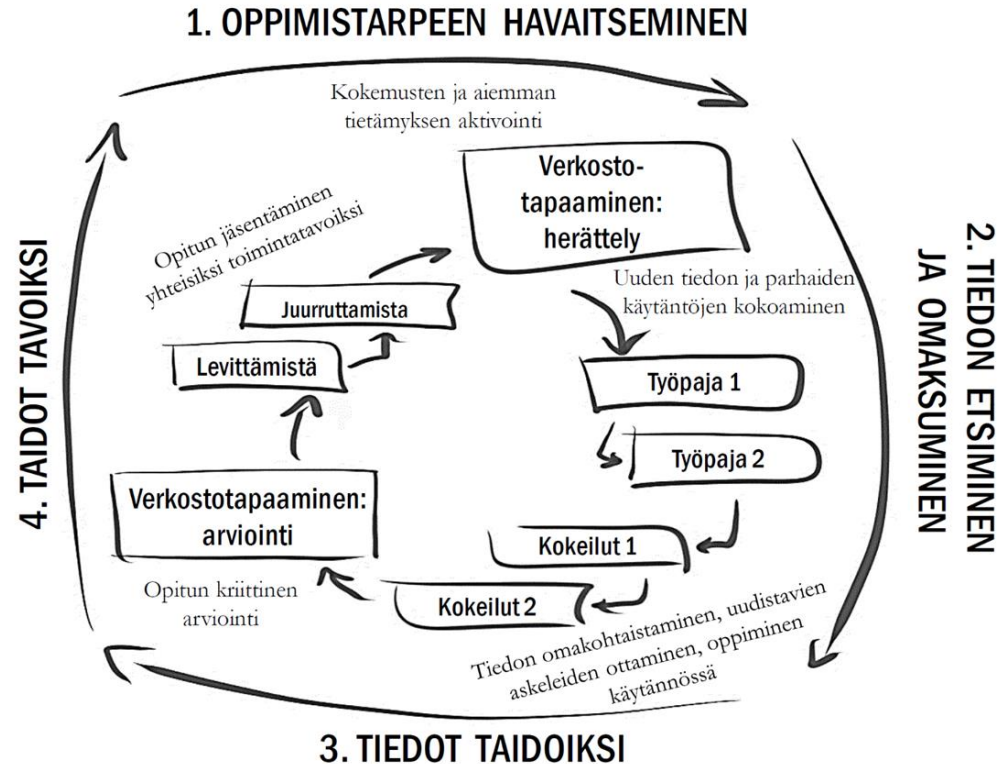 1. OPPIMISTARPEEN HAVAITSEMINEN
Kokemusten ja aiemman
tietämyksen aktivointi
Verkosto-
tapaaminen:
herättely
Uuden tiedon ja parhaiden
käytäntöjen kokoaminen
Työpaja 1
Työpaja 2
2. TIEDON ETSIMINEN
JA OMAKSUMINEN
Kokeilut 1
Kokeilut 2
Tiedon omakohtaistaminen, uudistavien
askeleiden ottaminen, oppiminen
käytännössä
3. TIEDOT TAIDOIKSI
Verkostotapaaminen:
arviointi
Opitun kriittinen
arviointi
Levittämistä
Juurruttamista
Opitun jäsentäminen
yhteisiksi toimintatavoiksi
4. TAIDOT TAVOIKSI